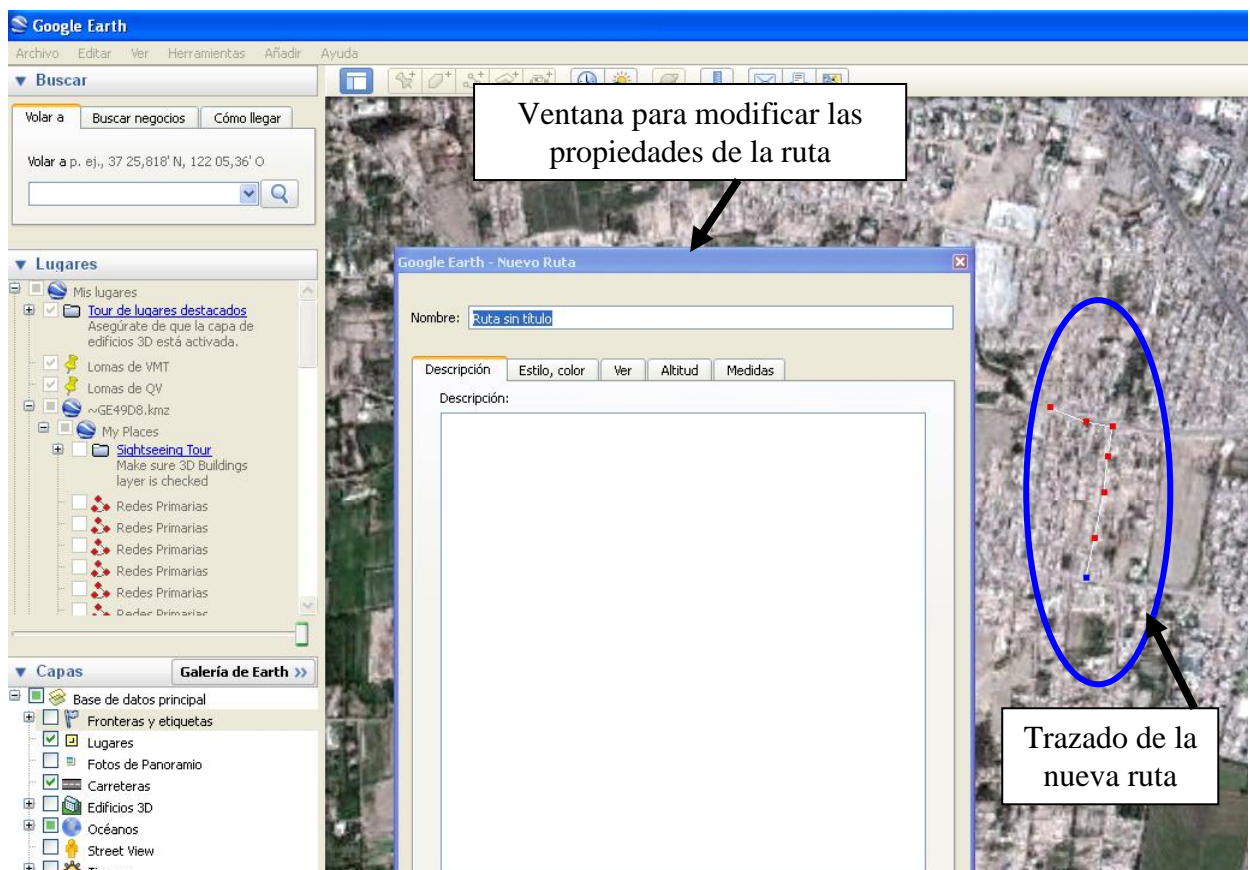 Google Earth
Archivo Editar Ver Herramientas Añadir Ayuda
Buscar
Volar a Buscar negocios Cómo llegar
Volar a p. ej., 37 25,818' N, 122 05,36' O
Lugares
Mis lugares
Tour de lugares destacados
Asegúrate de que la capa de
edificios 3D está activada.
Lomas de VMT
Lomas de QV
~GE49D8.kmz
My Places
Sightseeing Tour
Make sure 3D Buildings
layer is checked
Redes Primarias
Redes Primarias
Redes Primarias
Redes Primarias
Redes Primarias
Redes Primarias
Capas Galería de Earth >>
Base de datos principal
Fronteras y etiquetas
Lugares
Fotos de Panoramio
Carreteras
Edificios 3D
Océanos
Street View
Ventana para modificar las
propiedades de la ruta
Google Earth - Nuevo Ruta
Nombre: Ruta sin título
Descripción Estilo, color Ver Altitud Medidas
Descripción:
Trazado de la
nueva ruta